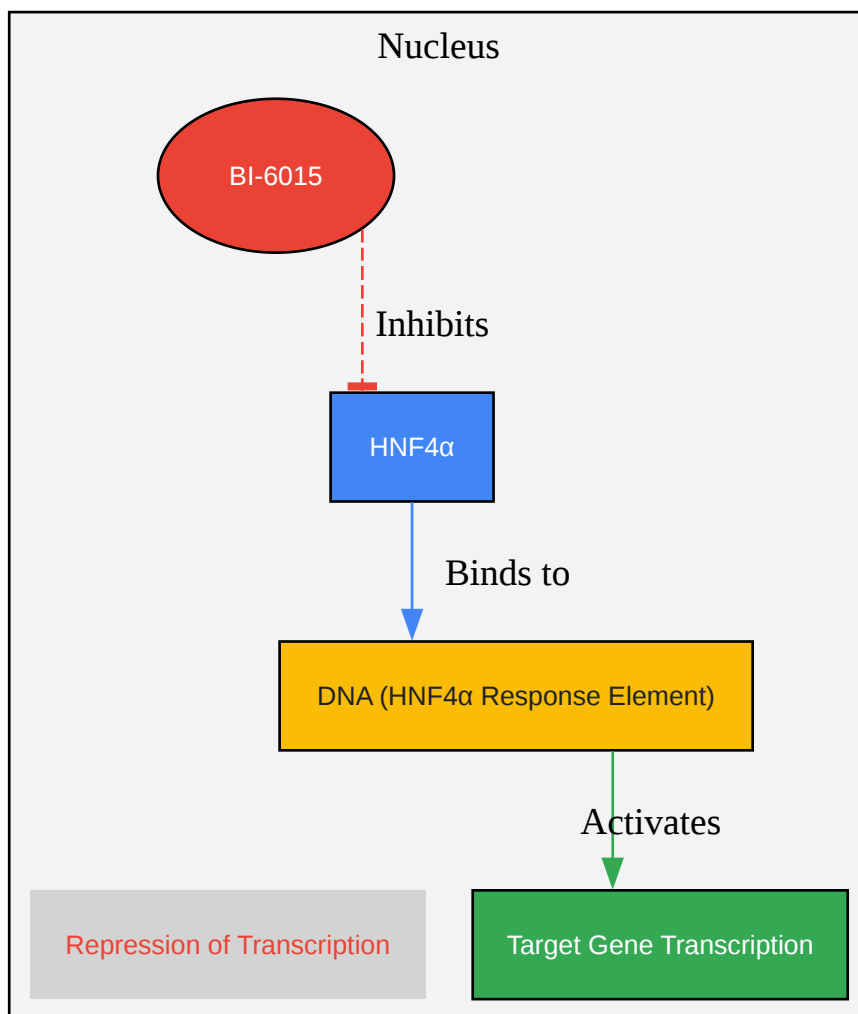 Nucleus
BI-6015
Inhibits
HNF4α
Binds to
DNA (HNF4α Response Element)
Activates
Repression of Transcription
Target Gene Transcription